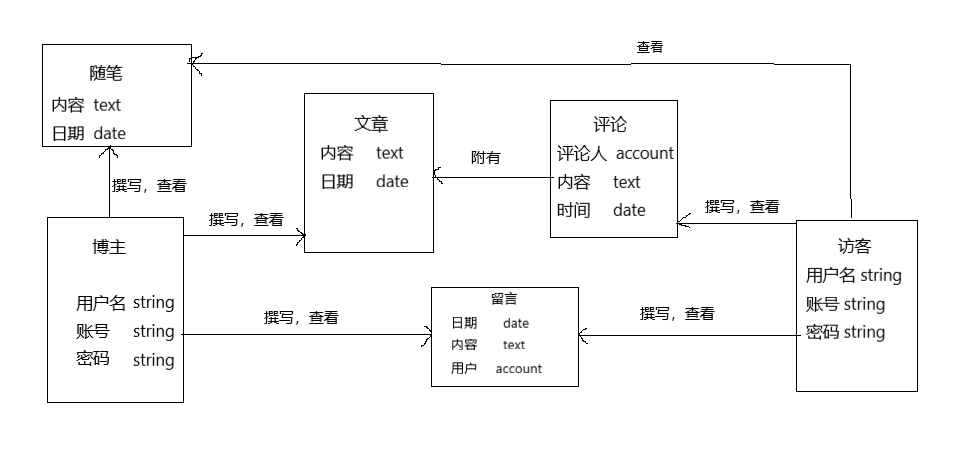 查看
随笔
内容 text
日期 date
文章
内容 text
日期 date
附有
评论
评论人 account
内容 text
时间 date
撰写，查看
撰写，查看
撰写，查看
博主
用户名 string
账号 string
密码 string
撰写，查看
留言
日期 date
内容 text
用户 account
撰写，查看
访客
用户名 string
账号 string
密码 string